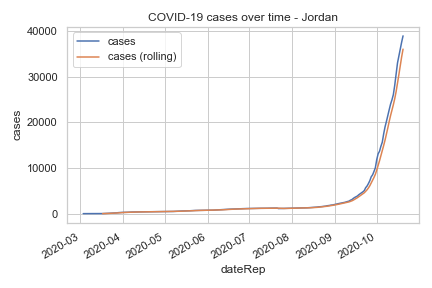 COVID-19 cases over time - Jordan
cases
cases (rolling)
40000
30000
20000
10000
0
cases
2020-03
2020-04
2020-05
2020-06
2020-07
2020-08
2020-09
2020-10
dateRep